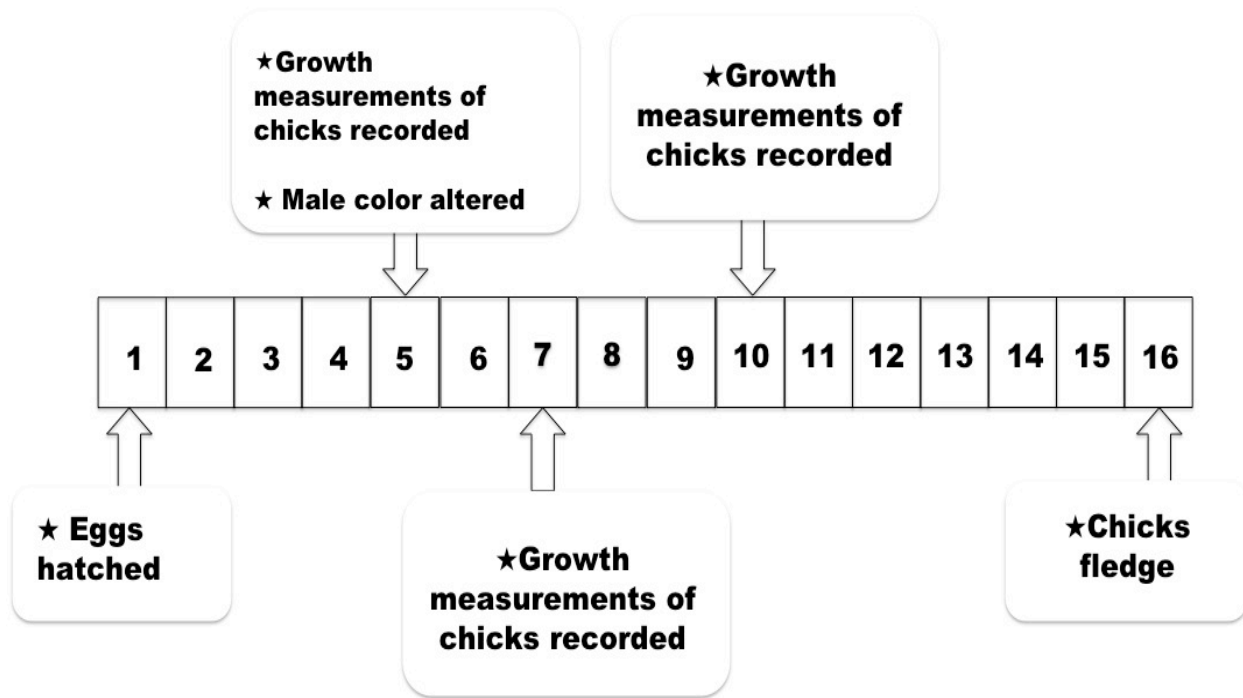 ★Growth
measurements of
chicks recorded
★ Male color altered
★Growth
measurements of
chicks recorded
1 2 3 4 5 6 7 8 9 10 11 12 13 14 15 16
★ Eggs
hatched
★Growth
measurements of
chicks recorded
★Chicks
fledge